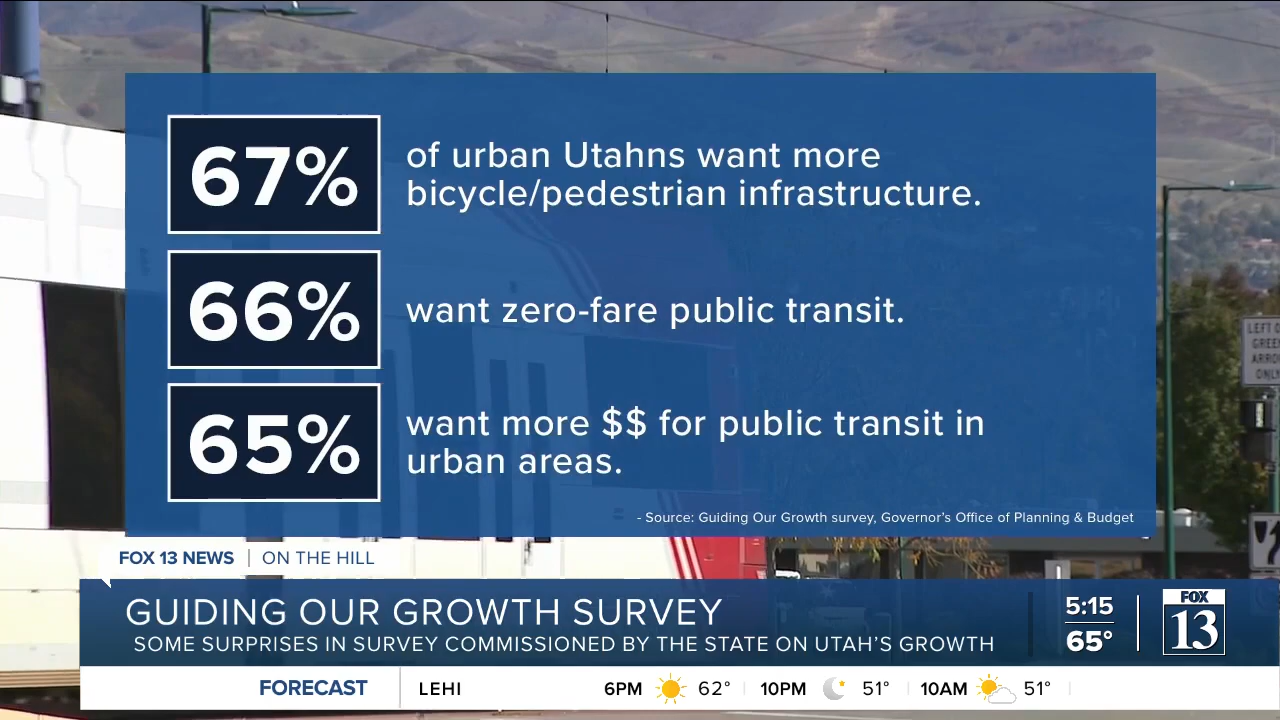 67%
of urban Utahns want more
bicycle/pedestrian infrastructure.
66%
want zero-fare public transit.
65%
want more $$ for public transit in
urban areas.
- Source: Guiding Our Growth survey, Governor's Office of Planning & Budget
LEFT
ONLY
FOX 13 NEWS | ON THE HILL
GUIDING OUR GROWTH SURVEY
SOME SURPRISES IN SURVEY COMMISSIONED BY THE STATE ON UTAH'S GROWTH
5:15
65°
FOX
13
FORECAST
LEHI
6PM 62° 10PM 51° 10AM 51°